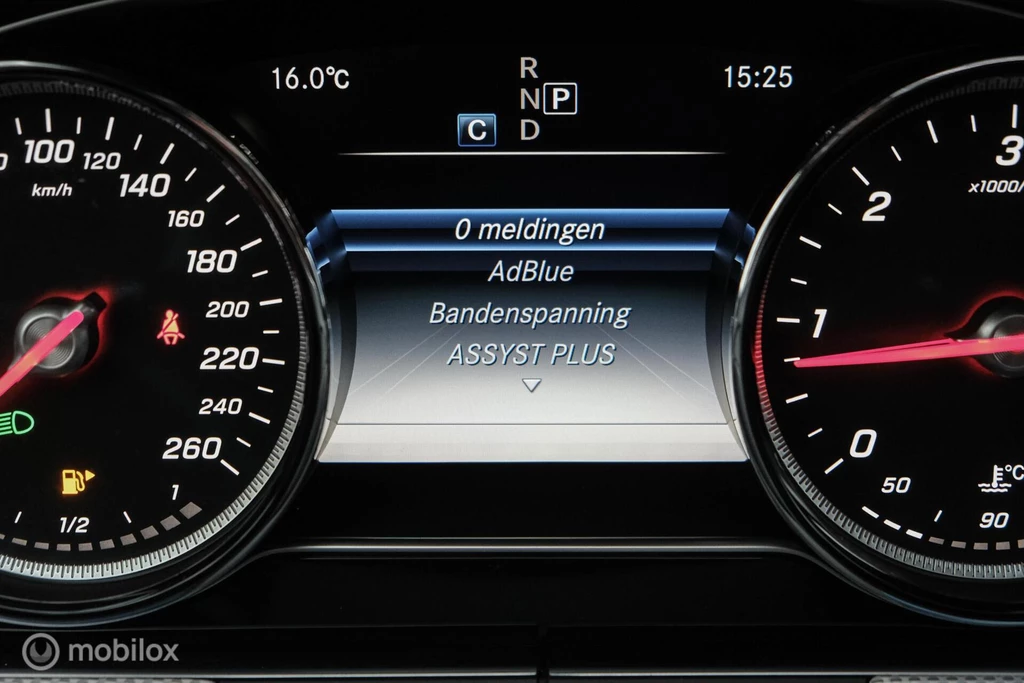 16.0°C
R
N P
C D
15:25
100
120
140
160
180
200
220
240
260
km/h
1/2
1
0 meldingen
AdBlue
Bandenspanning
ASSYST PLUS
3
x1000/
2
1
0
50
90
°C
mobilox